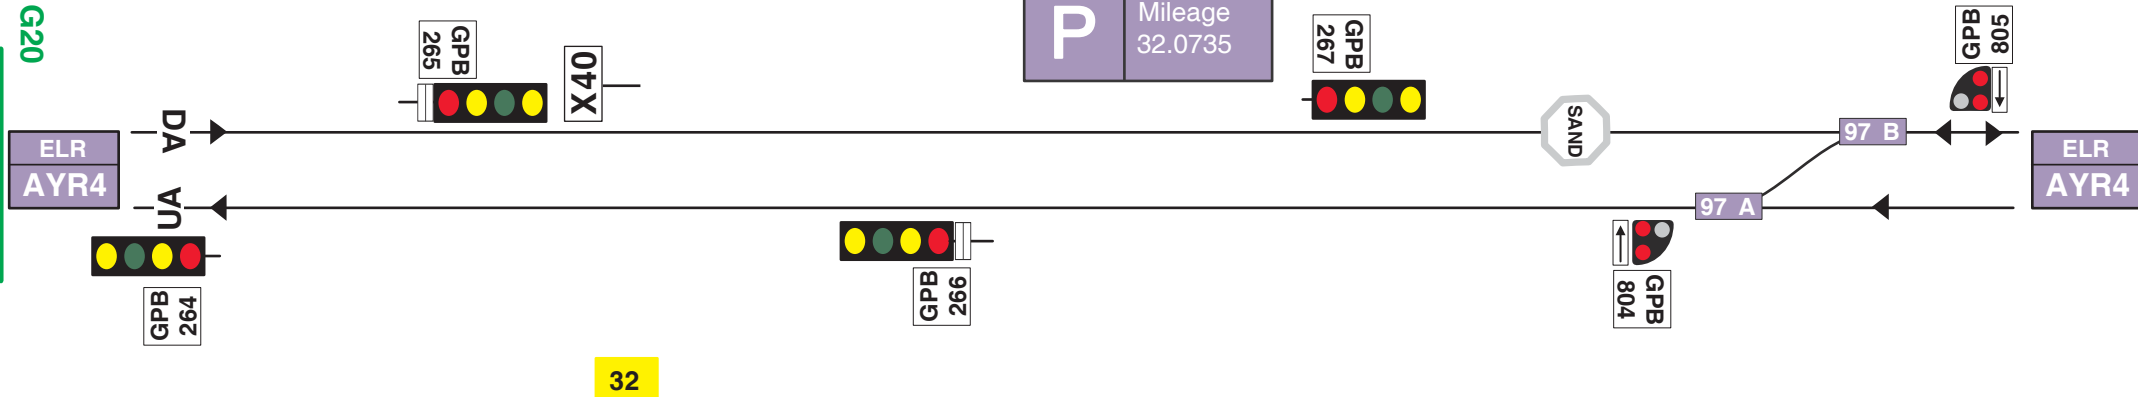 G20
GPB
265
X40
P
Mileage
32.0735
GPB
267
GPB
805
DA
SAND
97 B
ELR
AYR4
ELR
AYR4
UA
97 A
GPB
264
GPB
266
GPB
804
32